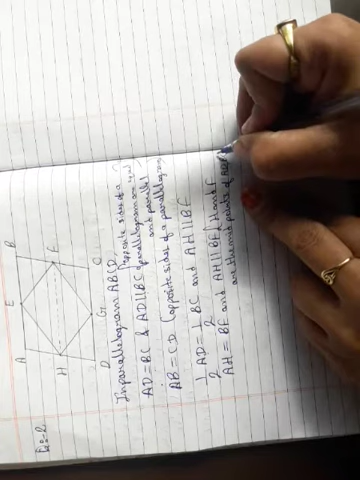 Ex-2
A E B
H F
D G C
In parallelogram ABCD
AD = BC & AD || BC (opposite sides of a parallelogram are equal and parallel)
AB = CD (opposite sides of a parallelogram
1/2 AD = 1/2 BC and AH || BF
AH = BF and AH || BF { H and F are the mid points of AD